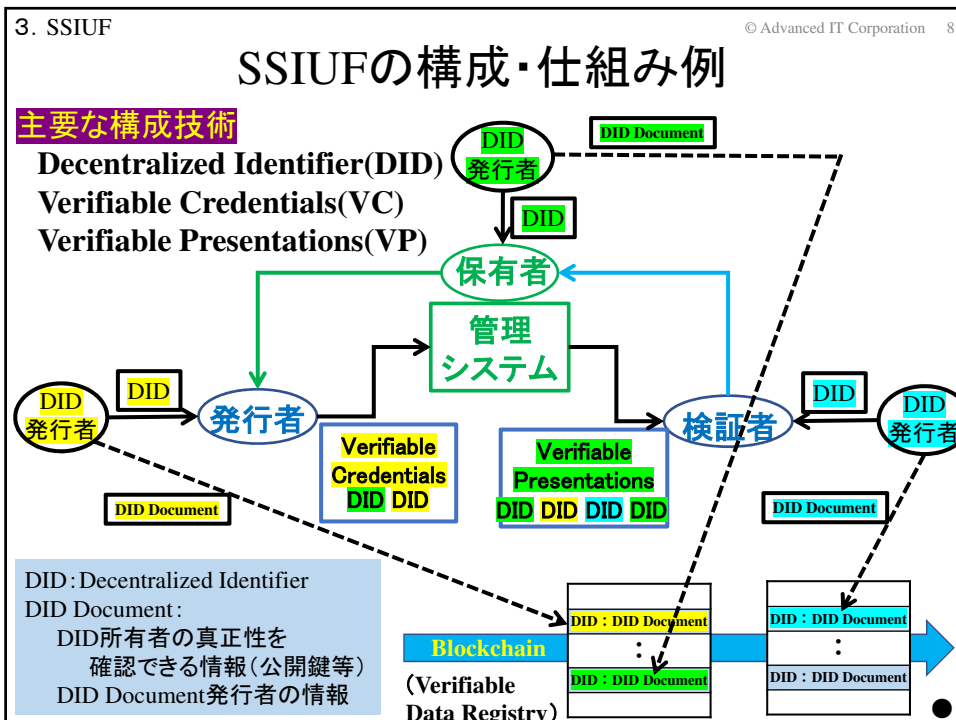 3. SSIUF
© Advanced IT Corporation 8
SSIUFの構成・仕組み例
主要な構成技術
Decentralized Identifier(DID)
Verifiable Credentials(VC)
Verifiable Presentations(VP)
DID
発行者
DID Document
DID
保有者
管理
システム
DID
発行者
DID
発行者
検証者
DID
DID
発行者
Verifiable
Credentials
DID DID
Verifiable
Presentations
DID DID DID DID
DID Document
DID Document
DID：Decentralized Identifier
DID Document：
DID所有者の真正性を
確認できる情報（公開鍵等）
DID Document発行者の情報
Blockchain
（Verifiable
Data Registry）
DID：DID Document
：
DID：DID Document
DID：DID Document
：
DID：DID Document